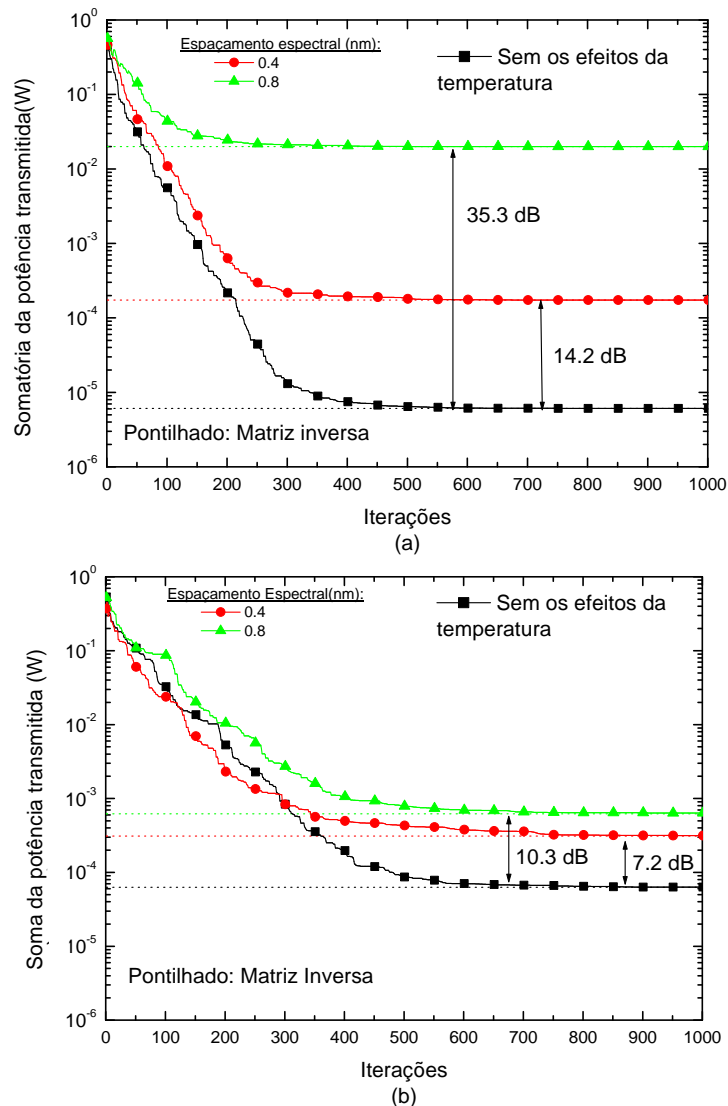 10^0
10^-1
10^-2
10^-3
10^-4
10^-5
10^-6
Somatória da potência transmitida(W)
Espaçamento espectral (nm):
0.4
0.8
Sem os efeitos da
temperatura
35.3 dB
14.2 dB
Pontilhado: Matriz inversa
0 100 200 300 400 500 600 700 800 900 1000
Iterações
(a)
10^0
10^-1
10^-2
10^-3
10^-4
10^-5
10^-6
Soma da potência transmitida (W)
Espaçamento Espectral(nm):
0.4
0.8
Sem os efeitos da
temperatura
10.3 dB
7.2 dB
Pontilhado: Matriz Inversa
0 100 200 300 400 500 600 700 800 900 1000
Iterações
(b)